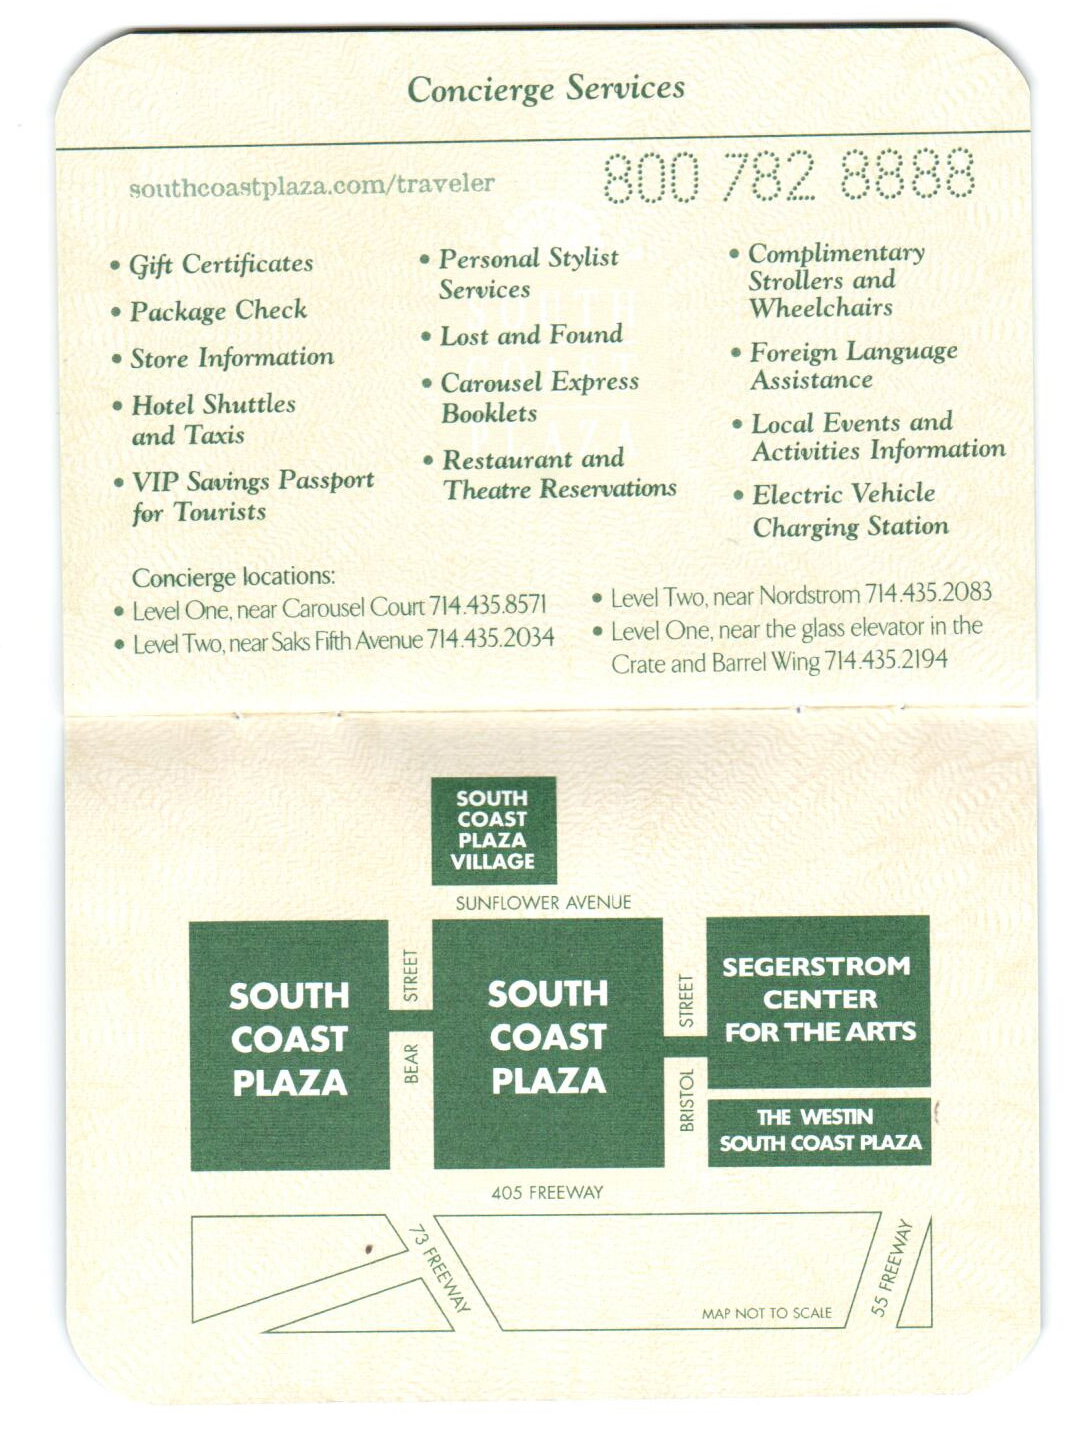 Concierge Services
southcoastplaza.com/traveler
800 782 8888
• Gift Certificates
• Package Check
• Store Information
• Hotel Shuttles
and Taxis
• VIP Savings Passport
for Tourists
• Personal Stylist
Services
• Lost and Found
• Carousel Express
Booklets
• Restaurant and
Theatre Reservations
• Complimentary
Strollers and
Wheelchairs
• Foreign Language
Assistance
• Local Events and
Activities Information
• Electric Vehicle
Charging Station
Concierge locations:
• Level One, near Carousel Court 714.435.8571
• Level Two, near Saks Fifth Avenue 714.435.2034
• Level Two, near Nordstrom 714.435.2083
• Level One, near the glass elevator in the
Crate and Barrel Wing 714.435.2194
SOUTH
COAST
PLAZA
VILLAGE
SUNFLOWER AVENUE
SOUTH
COAST
PLAZA
BEAR STREET
SOUTH
COAST
PLAZA
BRISTOL STREET
SEGERSTROM
CENTER
FOR THE ARTS
THE WESTIN
SOUTH COAST PLAZA
405 FREEWAY
73 FREEWAY
55 FREEWAY
MAP NOT TO SCALE